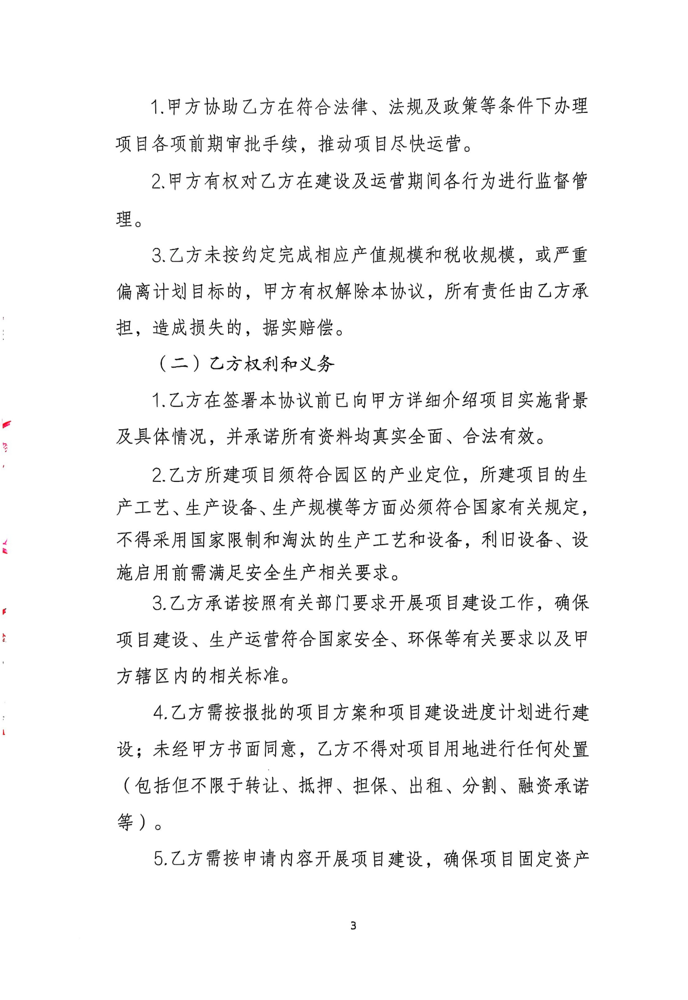 1.甲方协助乙方在符合法律、法规及政策等条件下办理
项目各项前期审批手续，推动项目尽快运营。
2.甲方有权对乙方在建设及运营期间各行为进行监督管
理。
3.乙方未按约定完成相应产值规模和税收规模，或严重
偏离计划目标的，甲方有权解除本协议，所有责任由乙方承
担，造成损失的，据实赔偿。
（二）乙方权利和义务
1.乙方在签署本协议前已向甲方详细介绍项目实施背景
及具体情况，并承诺所有资料均真实全面、合法有效。
2.乙方所建项目须符合园区的产业定位，所建项目的生
产工艺、生产设备、生产规模等方面必须符合国家有关规定，
不得采用国家限制和淘汰的生产工艺和设备，利旧设备、设
施启用前需满足安全生产相关要求。
3.乙方承诺按照有关部门要求开展项目建设工作，确保
项目建设、生产运营符合国家安全、环保等有关要求以及甲
方辖区内的相关标准。
4.乙方需按报批的项目方案和项目建设进度计划进行建
设；未经甲方书面同意，乙方不得对项目用地进行任何处置
（包括但不限于转让、抵押、担保、出租、分割、融资承诺
等）。
5.乙方需按申请内容开展项目建设，确保项目固定资产
3